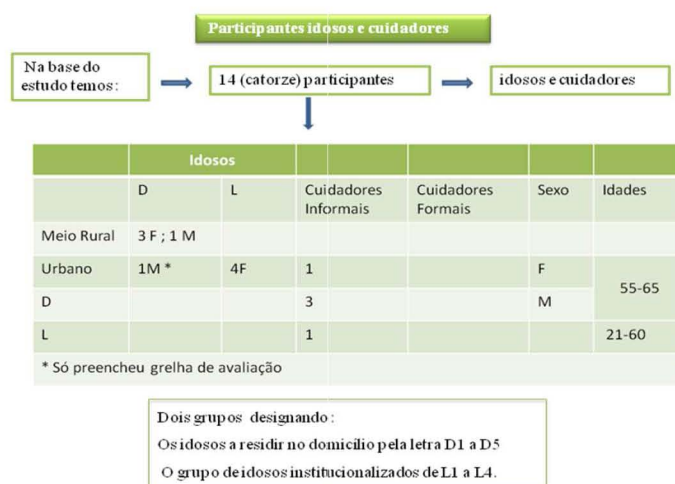 Participantes idosos e cuidadores
Na base do
estudo temos :
14 (catorze) participantes
idosos e cuidadores
Idosos
D L Cuidadores Informais Cuidadores Formais Sexo Idades
Meio Rural 3 F ; 1 M
Urbano 1M * 4F 1 F 55-65
D 3 M
L 1 21-60
* Só preencheu grelha de avaliação
Dois grupos designando :
Os idosos a residir no domicílio pela letra D1 a D5
O grupo de idosos institucionalizados de L1 a L4.